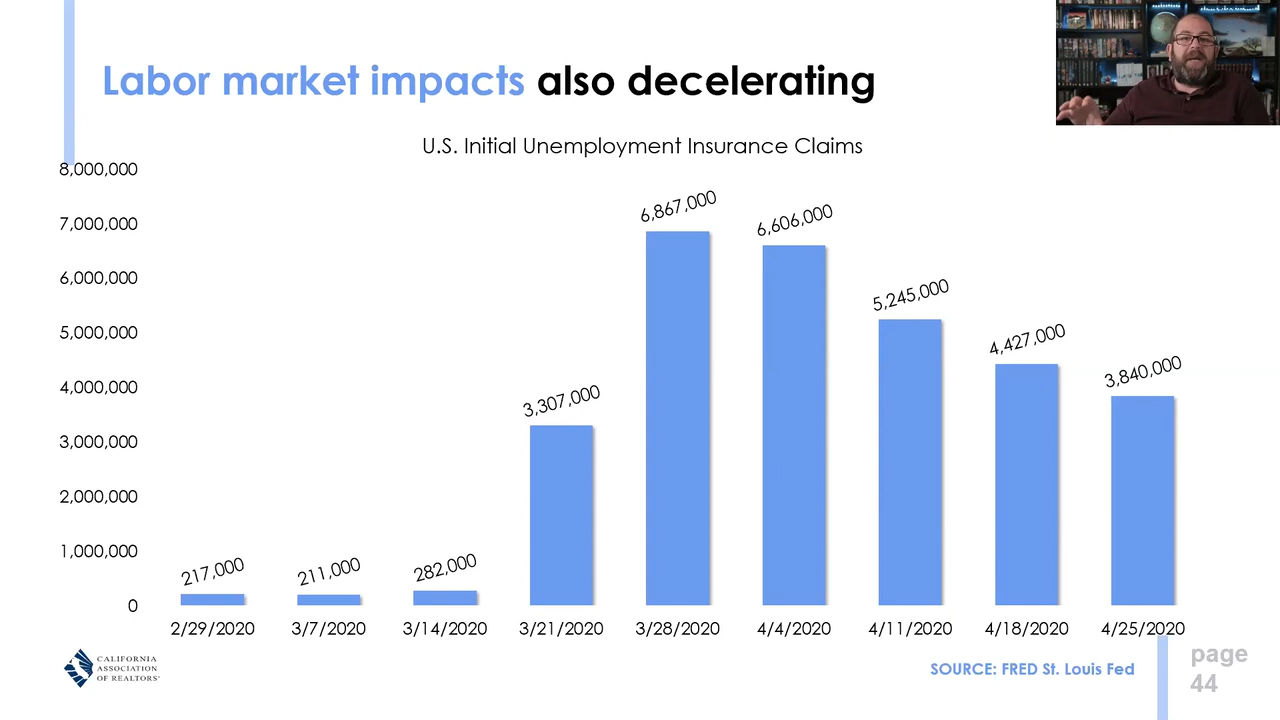 Labor market impacts also decelerating
U.S. Initial Unemployment Insurance Claims
8,000,000
7,000,000
6,000,000
5,000,000
4,000,000
3,000,000
2,000,000
1,000,000
0
217,000
211,000
282,000
3,307,000
6,867,000
6,606,000
5,245,000
4,427,000
3,840,000
2/29/2020 3/7/2020 3/14/2020 3/21/2020 3/28/2020 4/4/2020 4/11/2020 4/18/2020 4/25/2020
CALIFORNIA
ASSOCIATION
OF REALTORS®
SOURCE: FRED St. Louis Fed
page
44